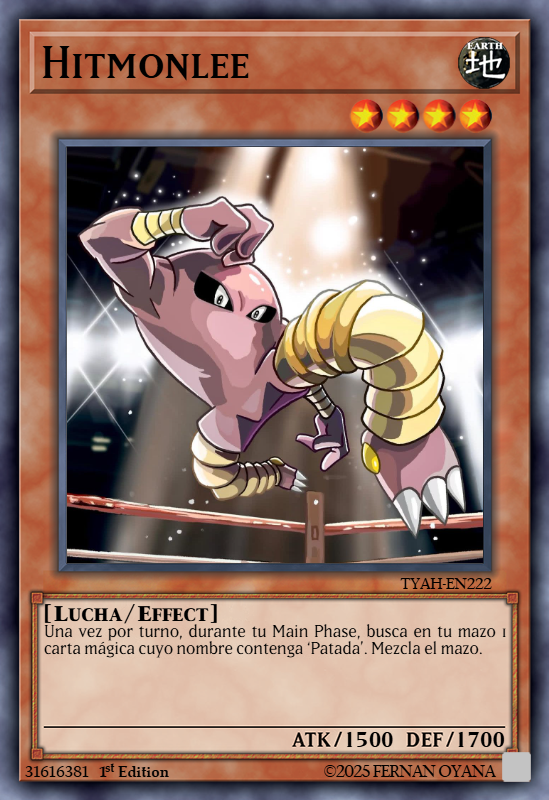 HITMONLEE
EARTH
地
TYAH-EN222
[LUCHA/EFFECT]
Una vez por turno, durante tu Main Phase, busca en tu mazo 1
carta mágica cuyo nombre contenga ‘Patada’. Mezcla el mazo.
ATK/1500 DEF/1700
31616381 1st Edition ©2025 FERNAN OYANA